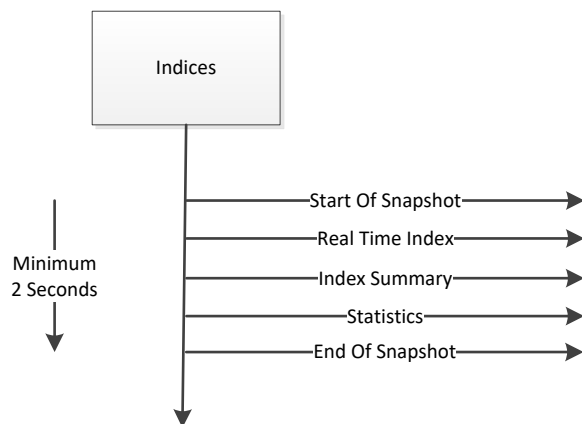 Indices
Start Of Snapshot
Real Time Index
Minimum
2 Seconds
Index Summary
Statistics
End Of Snapshot